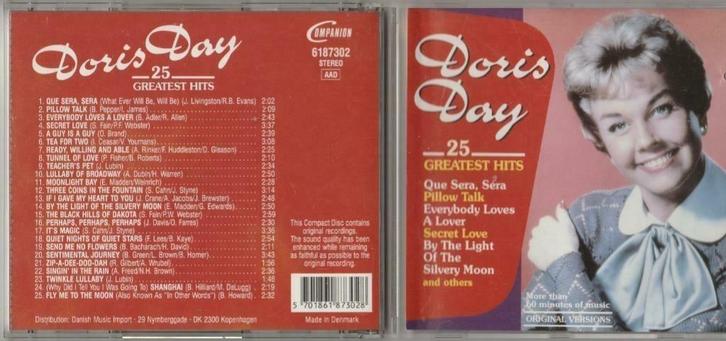 Doris Day
25
GREATEST HITS
COMPANION
6187302
STEREO
AAD
1. QUE SERA, SERA (What Ever Will Be, Will Be) (J. Livingston/R.B. Evans) 2:02
2. PILLOW TALK (B. Pepper/I. James) 2:09
3. EVERYBODY LOVES A LOVER (B. Adler/R. Allen) 2:43
4. SECRET LOVE (S. Fain/P.F. Webster) 3:37
5. A GUY IS A GUY (O. Brand) 2:39
6. TEA FOR TWO (I. Ceasar/V. Youmans) 3:08
7. READY, WILLING AND ABLE (A. Rinker/F. Huddleston/D. Gleason) 2:25
8. TUNNEL OF LOVE (P. Fisher/B. Roberts) 2:10
9. TEACHER'S PET (J. Lubin) 2:34
10. LULLABY OF BROADWAY (A. Dubin/H. Warren) 2:50
11. MOONLIGHT BAY (E. Madden/Weinrich) 2:28
12. THREE COINS IN THE FOUNTAIN (S. Cahn/J. Styne) 3:14
13. IF I GAVE MY HEART TO YOU (J. Crane/A. Jacobs/J. Brewster) 2:48
14. BY THE LIGHT OF THE SILVERY MOON (E. Madden/G. Edwards) 2:50
15. THE BLACK HILLS OF DAKOTA (S. Fain/P.W. Webster) 2:59
16. PERHAPS, PERHAPS, PERHAPS (J. Davis/O. Farres) 2:30
17. IT'S MAGIC (S. Cahn/J. Styne) 3:36
18. QUIET NIGHTS OF QUIET STARS (F. Lees/B. Kaye) 2:54
19. SEND ME NO FLOWERS (B. Bacharach/H. David) 2:11
20. SENTIMENTAL JOURNEY (B. Green/L. Brown/B. Homer) 3:43
21. ZIP-A-DEE-DOO-DAH (R. Gilbert/A. Wrubel) 1:56
22. SINGIN' IN THE RAIN (A. Freed/N.H. Brown) 2:36
23. TWINKLE LULLABY (J. Lubin) 1:48
24. (Why Did I Tell You I Was Going To) SHANGHAI (B. Hilliard/M. DeLugg) 2:19
25. FLY ME TO THE MOON (Also Known As "In Other Words") (B. Howard) 2:32
This Compact Disc contains
original recordings.
The sound quality has been
enhanced while remaining
as faithful as possible to the
original recording.
5 701861 873028
Distribution: Danish Music Import - 29 Nymberggade - DK 2300 Kopenhagen
Made in Denmark
Doris
Day
25
GREATEST HITS
Que Sera, Sera
Pillow Talk
Everybody Loves
A Lover
Secret Love
By The Light
Of The
Silvery Moon
and others
More than
60 minutes of music
ORIGINAL VERSIONS